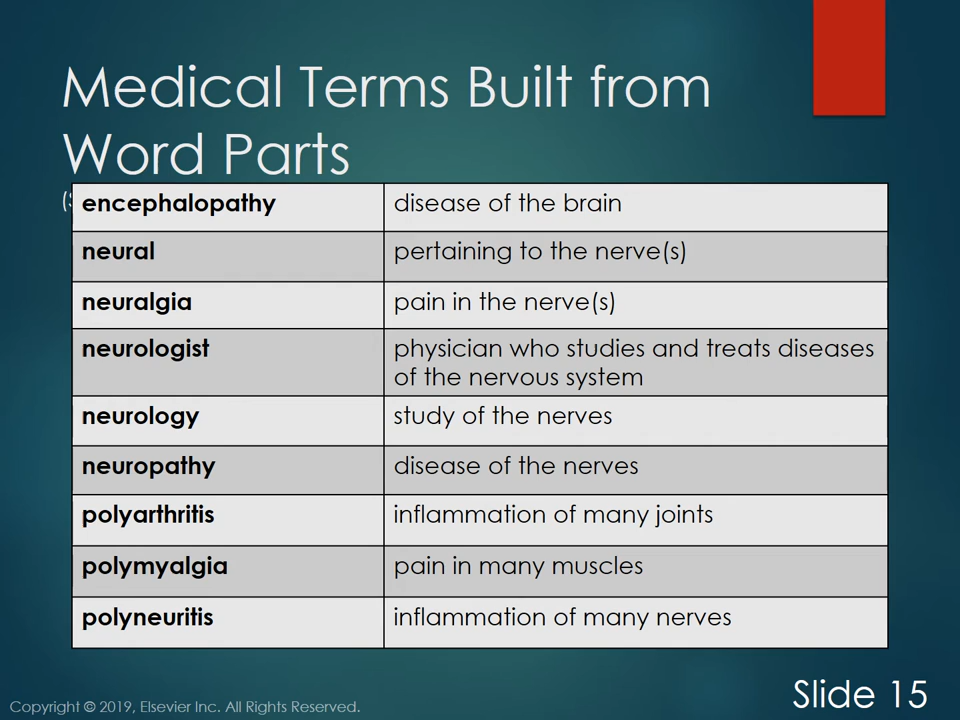 Medical Terms Built from
Word Parts
encephalopathy disease of the brain
neural pertaining to the nerve(s)
neuralgia pain in the nerve(s)
neurologist physician who studies and treats diseases
of the nervous system
neurology study of the nerves
neuropathy disease of the nerves
polyarthritis inflammation of many joints
polymyalgia pain in many muscles
polyneuritis inflammation of many nerves
Copyright © 2019, Elsevier Inc. All Rights Reserved.
Slide 15